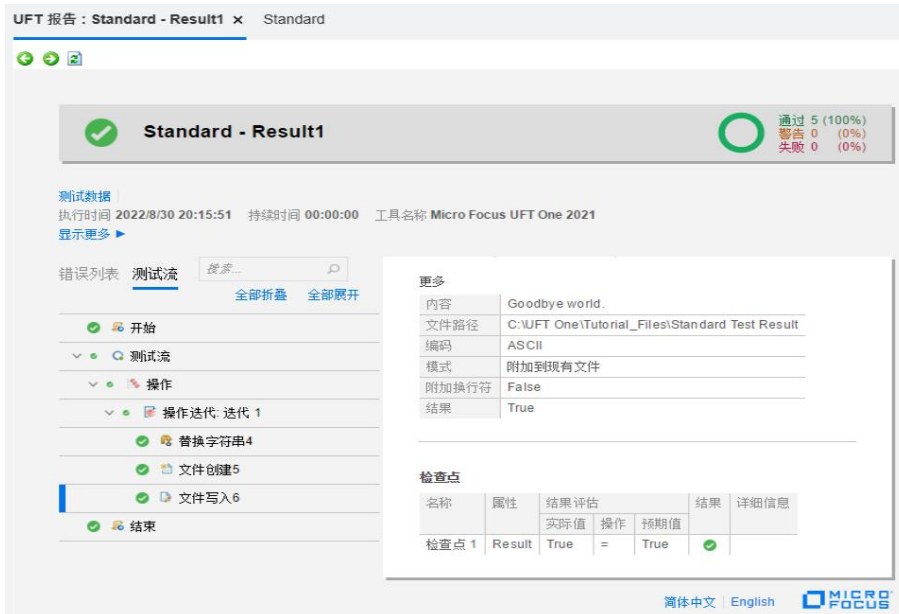 UFT 报告 : Standard - Result1 × Standard
Standard - Result1
通过 5 (100%)
警告 0 (0%)
失败 0 (0%)
测试数据
执行时间 2022/8/30 20:15:51 持续时间 00:00:00 工具名称 Micro Focus UFT One 2021
显示更多
错误列表 测试流 搜索...
全部折叠 全部展开
开始
测试流
操作
操作迭代: 迭代 1
替换字符串4
文件创建5
文件写入6
结束
更多
内容 Goodbye world.
文件路径 C:\UFT One\Tutorial_Files\Standard Test Result
编码 ASCII
模式 附加到现有文件
附加换行符 False
结果 True
检查点
名称 属性 结果评估 结果 详细信息
实际值 操作 预期值
检查点 1 Result True = True
简体中文 English
MICRO
FOCUS